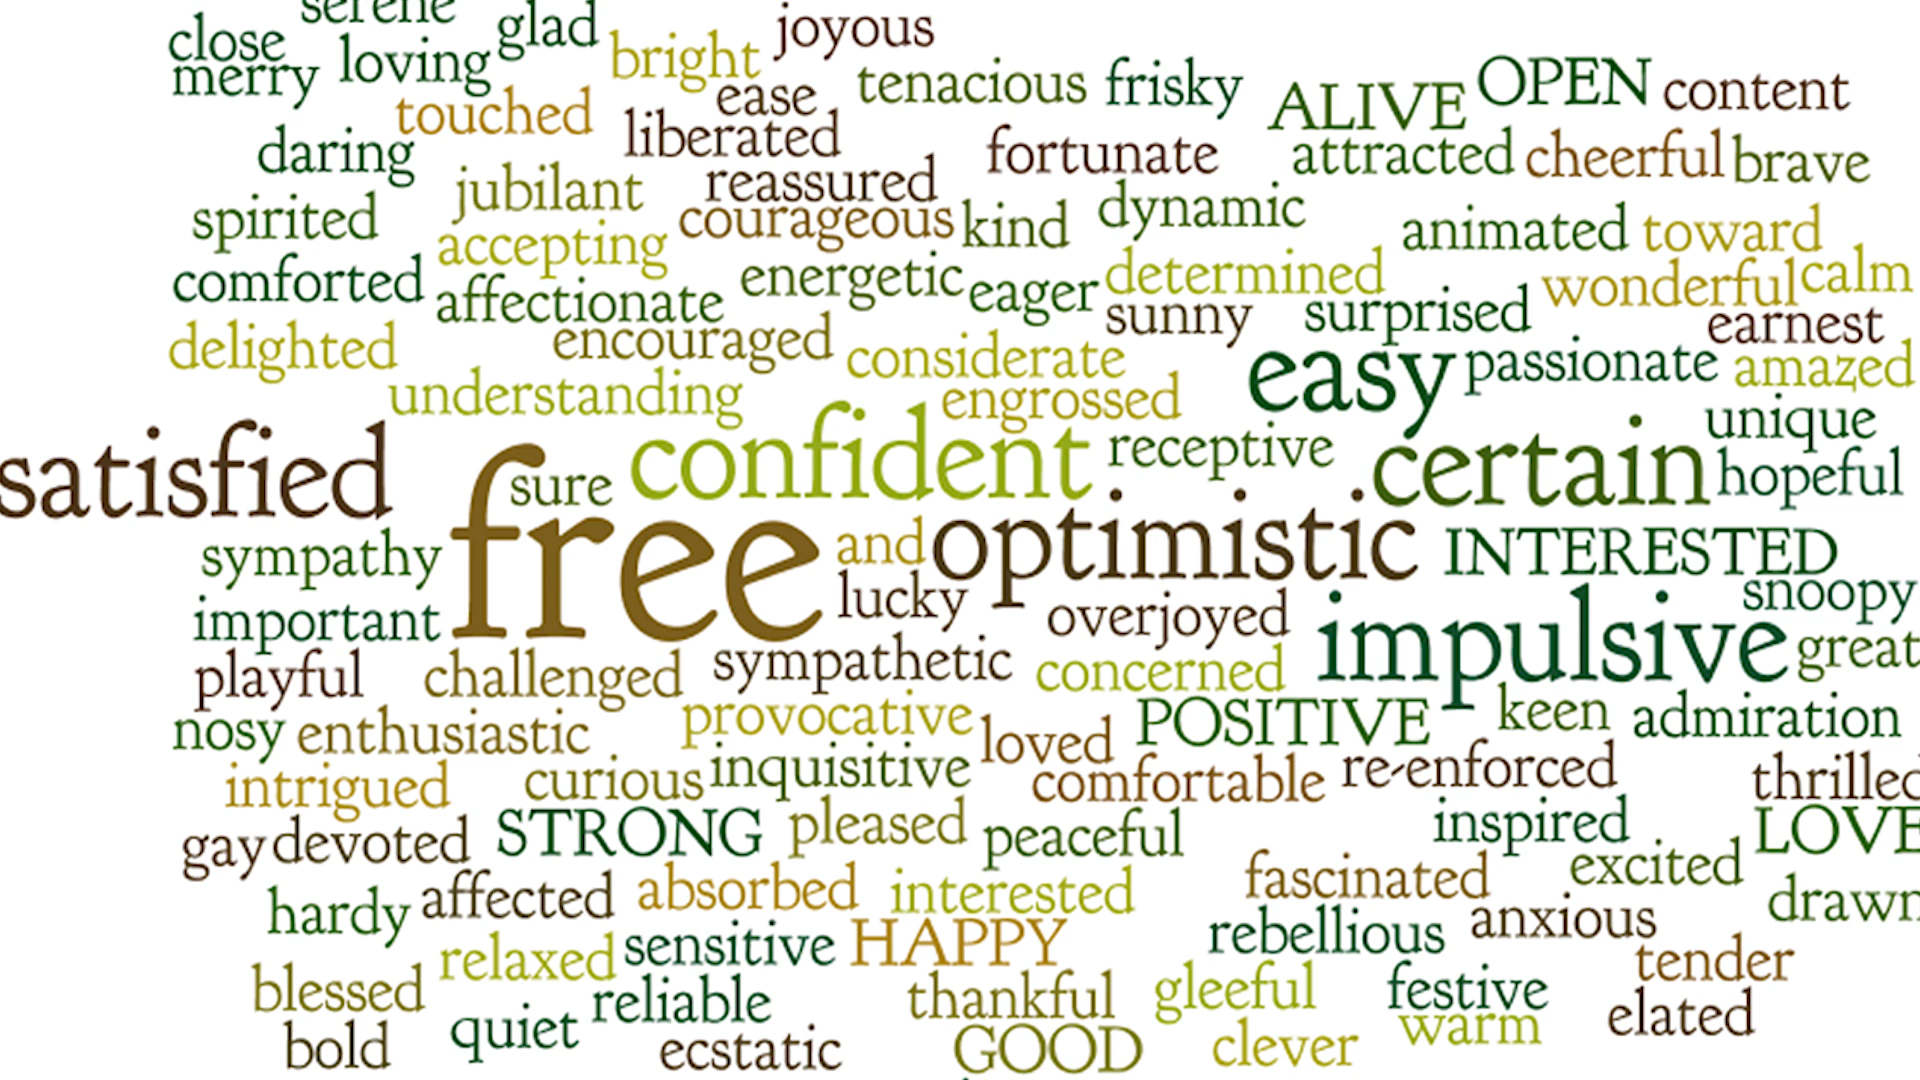 serene
close
glad
joyous
merry
loving
bright
touched
ease
tenacious
frisky
ALIVE
OPEN
content
daring
liberated
fortunate
attracted
cheerful
brave
jubilant
reassured
spirited
courageous
kind
dynamic
accepting
animated
toward
comforted
affectionate
energetic
eager
determined
wonderful
calm
sunny
surprised
earnest
delighted
encouraged
considerate
easy
passionate
amazed
understanding
engrossed
unique
satisfied
sure
confident
receptive
certain
hopeful
free
and
optimistic
INTERESTED
sympathy
lucky
overjoyed
snoopy
important
impulsive
great
playful
challenged
sympathetic
concerned
nosy
enthusiastic
provocative
loved
POSITIVE
keen
admiration
intrigued
curious
inquisitive
comfortable
re-enforced
thrilled
gay
devoted
STRONG
pleased
peaceful
inspired
LOVE
hardy
affected
absorbed
interested
fascinated
excited
drawn
relaxed
sensitive
HAPPY
rebellious
anxious
tender
blessed
reliable
thankful
gleeful
festive
elated
bold
quiet
ecstatic
GOOD
clever
warm